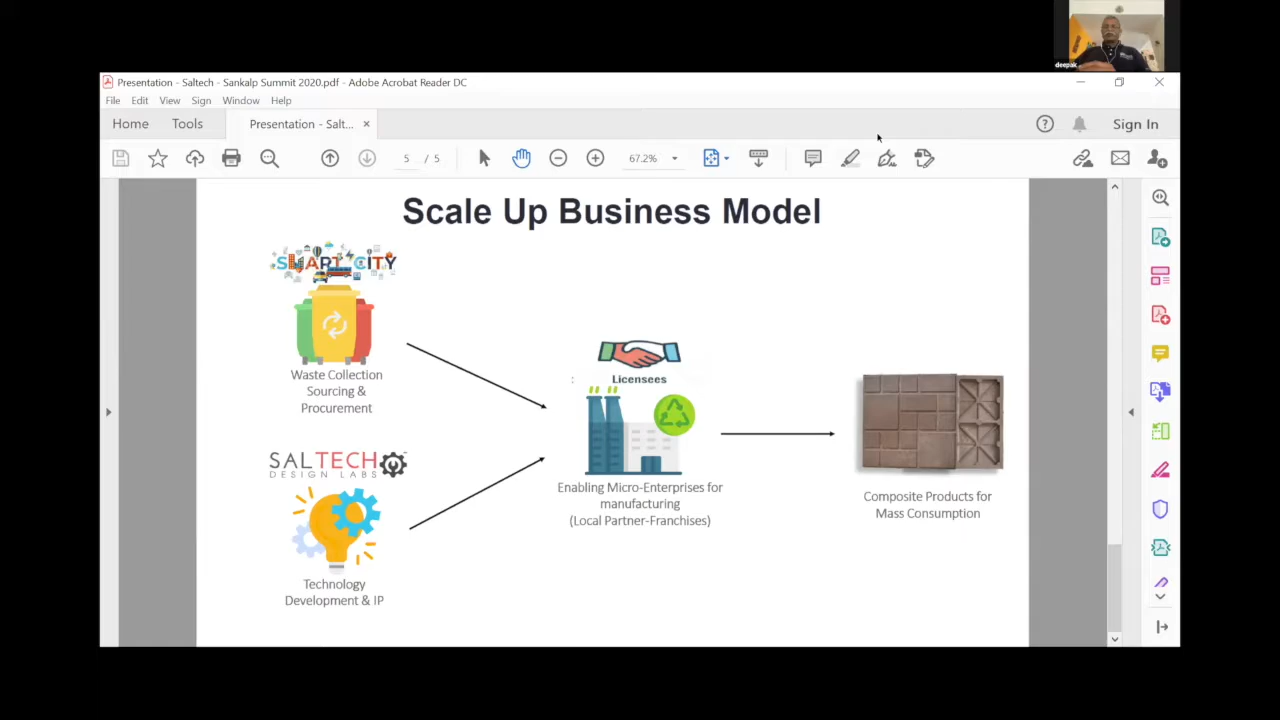 deepak
Presentation - Saltech - Sankalp Summit 2020.pdf - Adobe Acrobat Reader DC
File Edit View Sign Window Help
Home Tools Presentation - Salt... ×
Sign In
5 / 5
67.2%
Scale Up Business Model
SMART CITY
Waste Collection
Sourcing &
Procurement
: Licensees
SALTECH
DESIGN LABS
Enabling Micro-Enterprises for
manufacturing
(Local Partner-Franchises)
Composite Products for
Mass Consumption
Technology
Development & IP